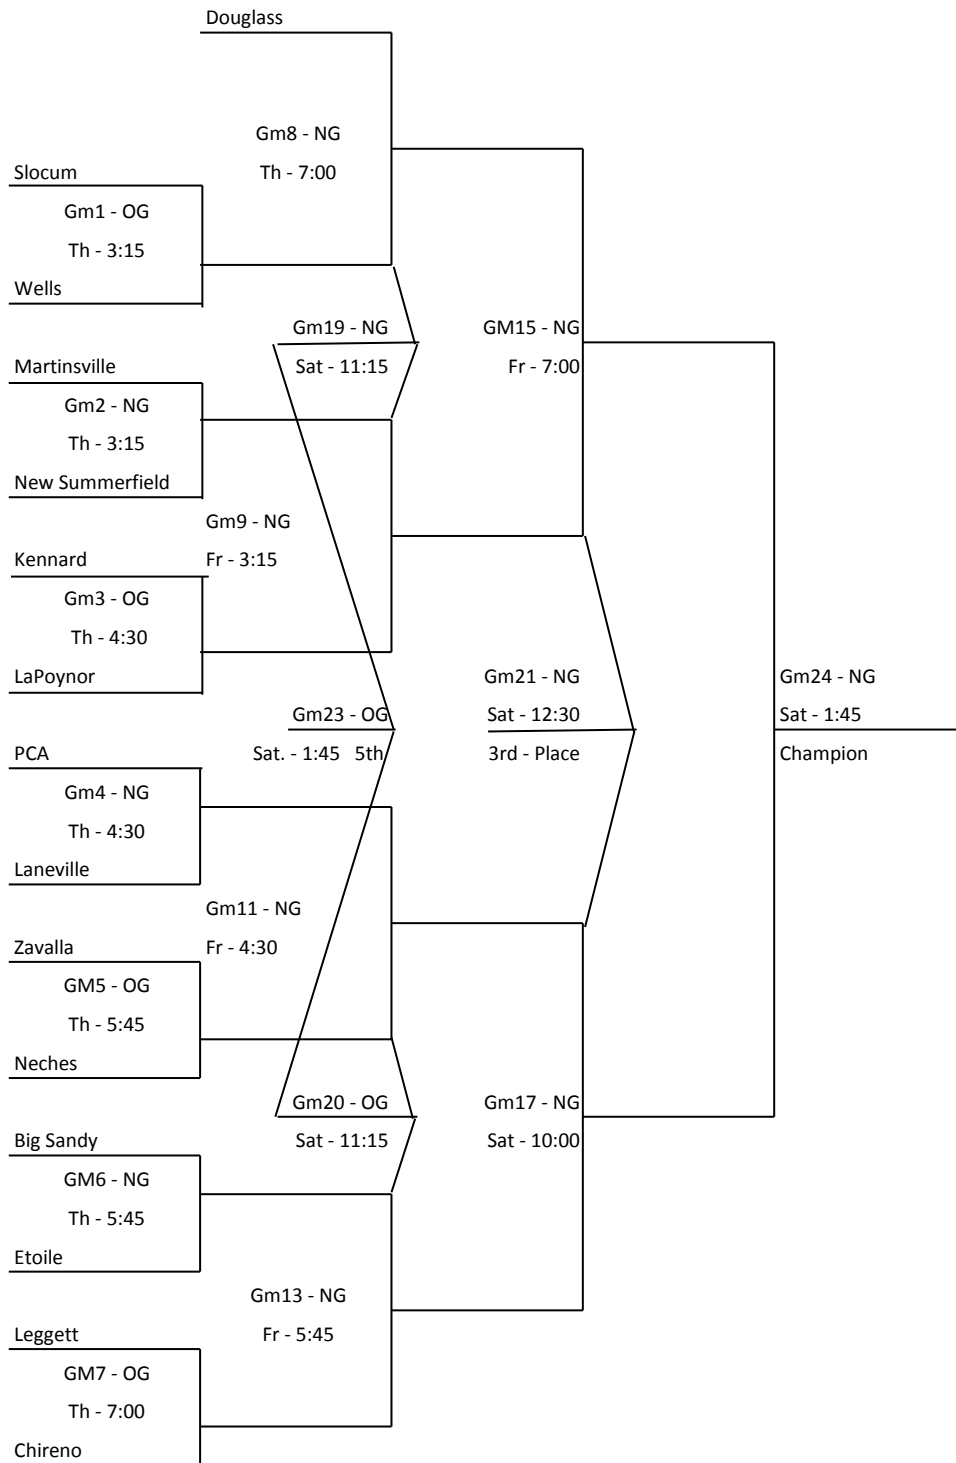 Douglass
Gm8 - NG
Th - 7:00
Slocum
Gm1 - OG
Th - 3:15
Wells
Gm19 - NG
Sat - 11:15
GM15 - NG
Fr - 7:00
Martinsville
Gm2 - NG
Th - 3:15
New Summerfield
Gm9 - NG
Fr - 3:15
Kennard
Gm3 - OG
Th - 4:30
LaPoynor
Gm21 - NG
Sat - 12:30
3rd - Place
Gm24 - NG
Sat - 1:45
Champion
Gm23 - OG
Sat. - 1:45 5th
PCA
Gm4 - NG
Th - 4:30
Laneville
Gm11 - NG
Fr - 4:30
Zavalla
GM5 - OG
Th - 5:45
Neches
Gm20 - OG
Sat - 11:15
Gm17 - NG
Sat - 10:00
Big Sandy
GM6 - NG
Th - 5:45
Etoile
Gm13 - NG
Fr - 5:45
Leggett
GM7 - OG
Th - 7:00
Chireno